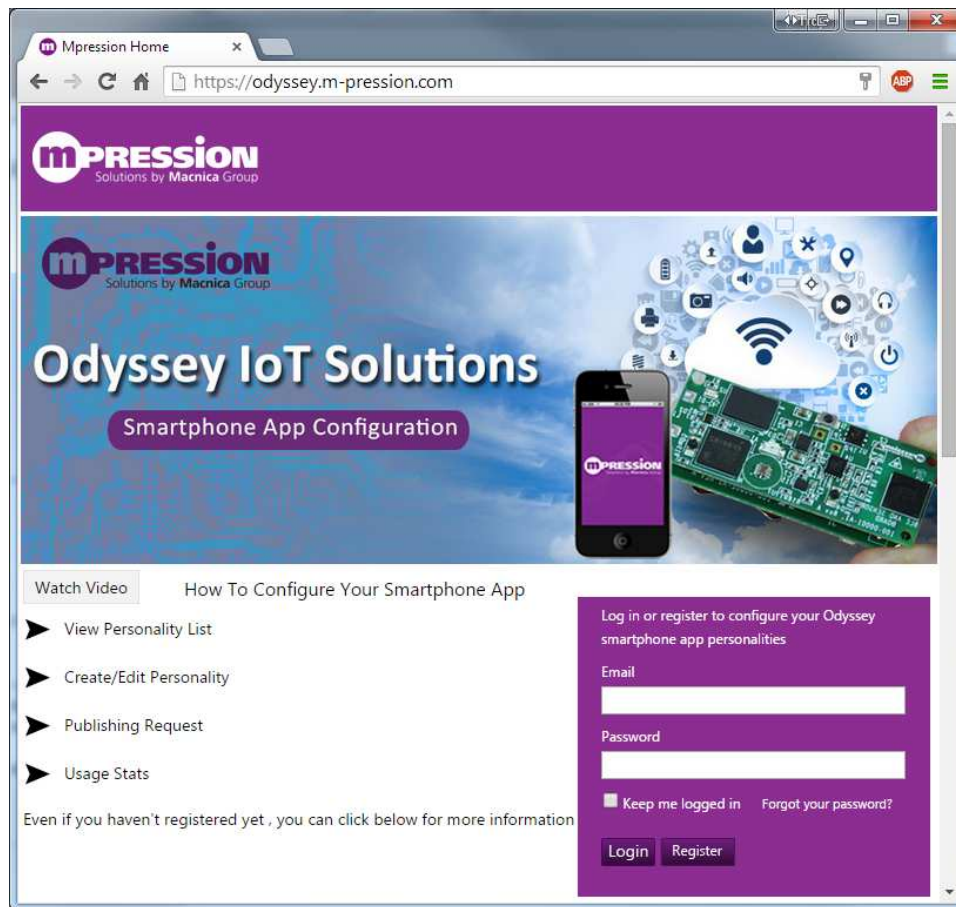 Mpression Home
https://odyssey.m-pression.com
ABP
mpression
Solutions by Macnica Group
mpression
Solutions by Macnica Group
Odyssey IoT Solutions
Smartphone App Configuration
mpression
Watch Video
How To Configure Your Smartphone App
View Personality List
Create/Edit Personality
Publishing Request
Usage Stats
Even if you haven't registered yet , you can click below for more information
Log in or register to configure your Odyssey
smartphone app personalities
Email
Password
Keep me logged in
Forgot your password?
Login
Register